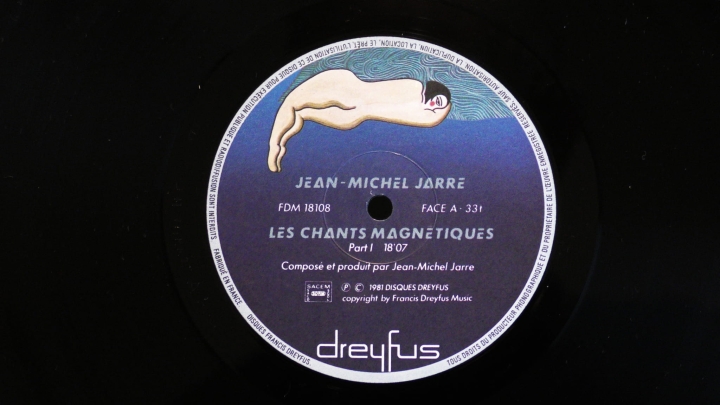 JEAN-MICHEL JARRE
FDM 18108
FACE A · 33t
LES CHANTS MAGNÉTIQUES
Part I 18'07
Composé et produit par Jean-Michel Jarre
SACEM
℗ © 1981 DISQUES DREYFUS
copyright by Francis Dreyfus Music
dreyfus
TOUS DROITS DU PRODUCTEUR PHONOGRAPHIQUE ET DU PROPRIÉTAIRE DE L'ŒUVRE ENREGISTRÉE RÉSERVÉS. SAUF AUTORISATION, LA DUPLICATION, LA LOCATION, LE PRÊT, L'UTILISATION DE CE DISQUE POUR EXÉCUTION PUBLIQUE ET RADIODIFFUSION SONT INTERDITS. FABRIQUÉ EN FRANCE. DISQUES FRANCIS DREYFUS.